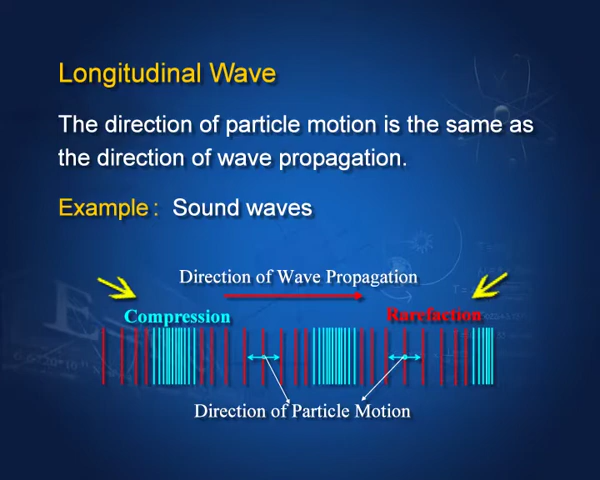 Longitudinal Wave
The direction of particle motion is the same as
the direction of wave propagation.
Example : Sound waves
Direction of Wave Propagation
Compression
Rarefaction
Direction of Particle Motion